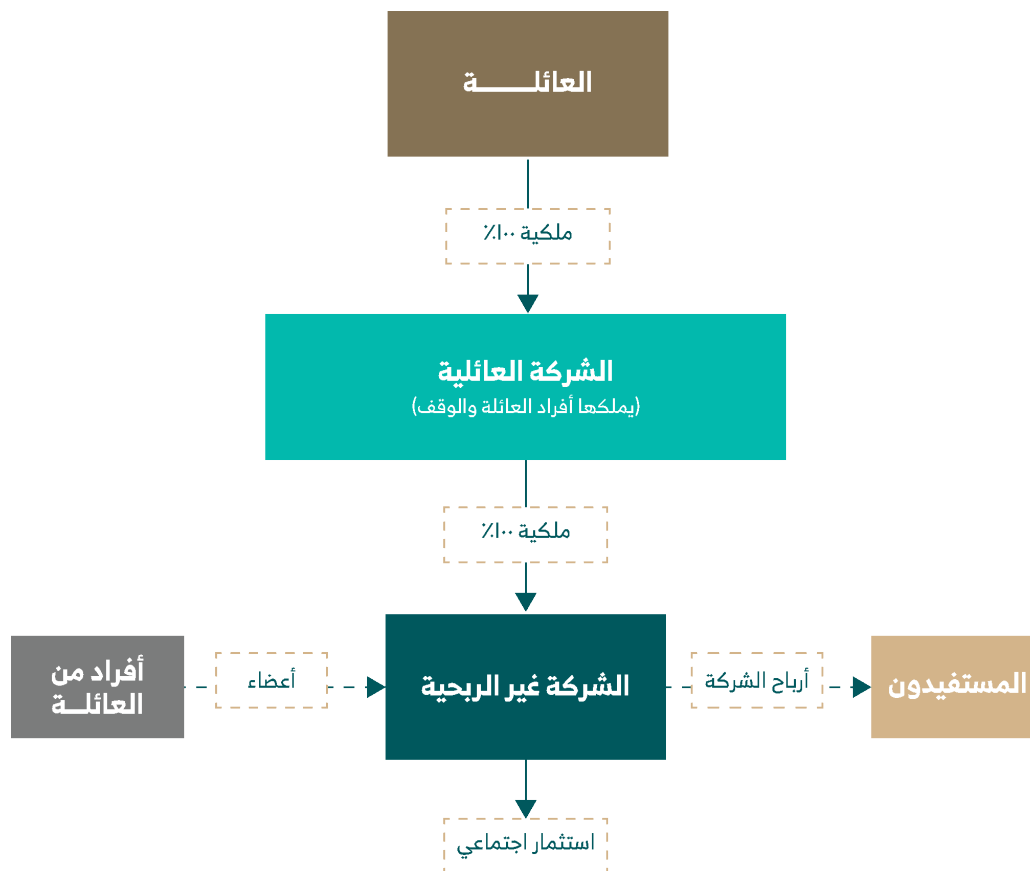 العائلـــــــة
ملكية ١٠٠٪
الشركة العائلية
(يملكها أفراد العائلة والوقف)
ملكية ١٠٠٪
أفراد من
العائلـــة
أعضاء
الشركة غير الربحية
أرباح الشركة
المستفيدون
استثمار اجتماعي